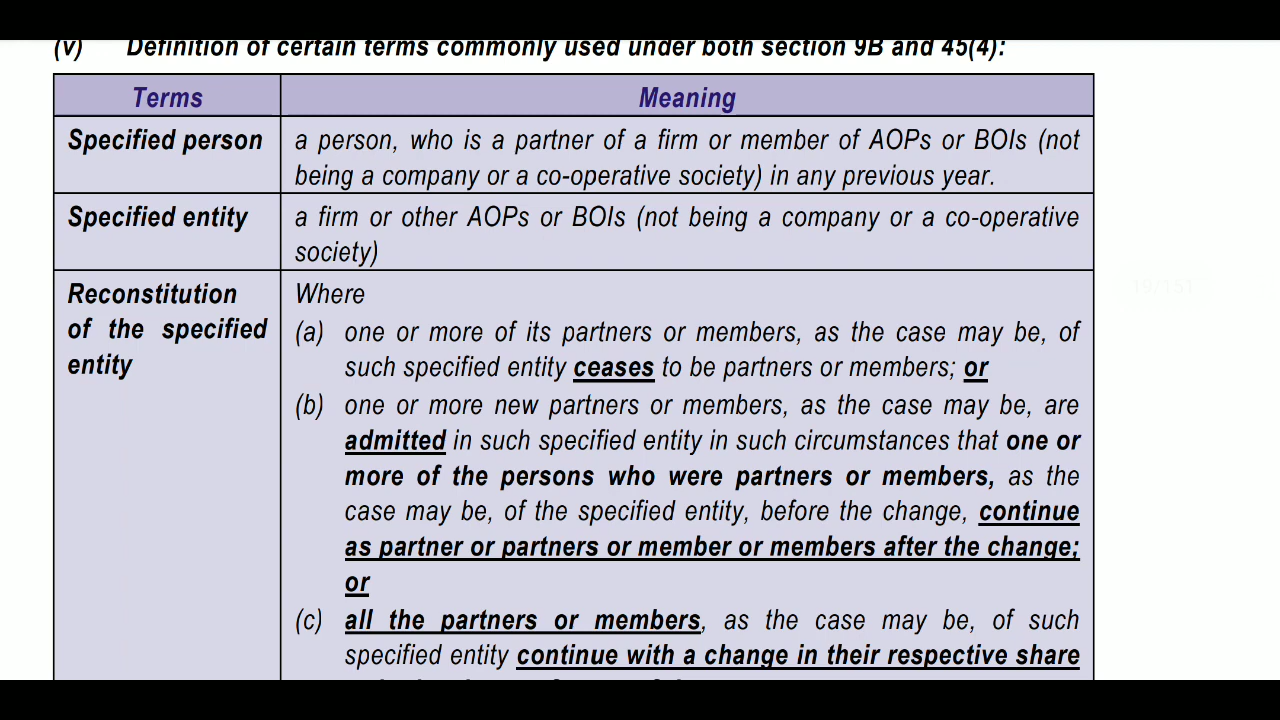 (v) Definition of certain terms commonly used under both section 9B and 45(4):
Terms Meaning
Specified person a person, who is a partner of a firm or member of AOPs or BOIs (not
being a company or a co-operative society) in any previous year.
Specified entity a firm or other AOPs or BOIs (not being a company or a co-operative
society)
Reconstitution Where
of the specified (a) one or more of its partners or members, as the case may be, of
entity such specified entity ceases to be partners or members; or
(b) one or more new partners or members, as the case may be, are
admitted in such specified entity in such circumstances that one or
more of the persons who were partners or members, as the
case may be, of the specified entity, before the change, continue
as partner or partners or member or members after the change;
or
(c) all the partners or members, as the case may be, of such
specified entity continue with a change in their respective share
19/151